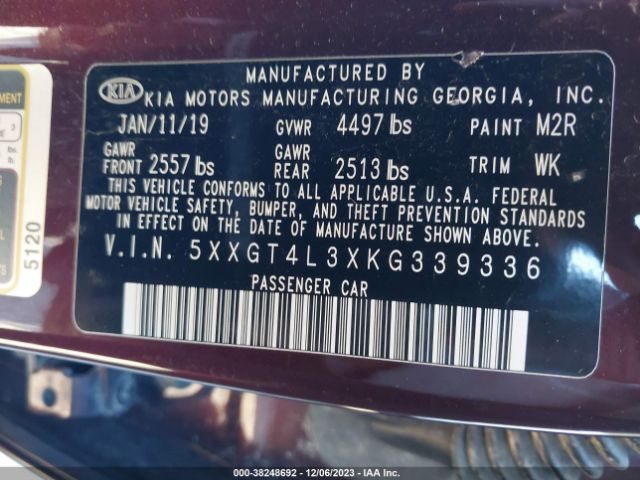 MANUFACTURED BY
KIA KIA MOTORS MANUFACTURING GEORGIA, INC.
JAN/11/19 GVWR 4497 lbs PAINT M2R
GAWR FRONT 2557 lbs GAWR REAR 2513 lbs TRIM WK
THIS VEHICLE CONFORMS TO ALL APPLICABLE U.S.A. FEDERAL
MOTOR VEHICLE SAFETY, BUMPER, AND THEFT PREVENTION STANDARDS
IN EFFECT ON THE DATE OF MANUFACTURE SHOWN ABOVE.
V.I.N. 5XXGT4L3XKG339336
PASSENGER CAR
5120
000-38248692 - 12/06/2023 - IAA Inc.